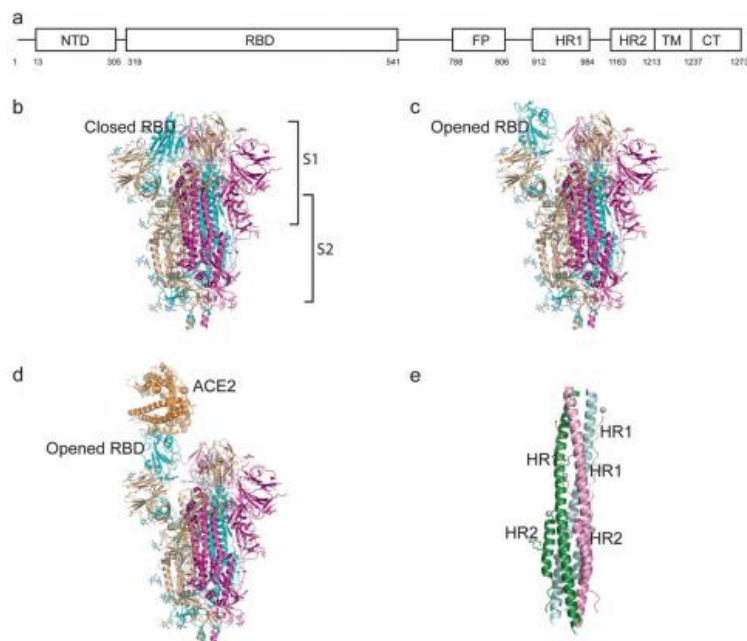 a
NTD RBD FP HR1 HR2 TM CT
1 13 305 319 541 788 806 912 984 1163 1213 1237 1273
b
Closed RBD
S1
S2
c
Opened RBD
d
ACE2
Opened RBD
e
HR1
HR1
HR1
HR2
HR2